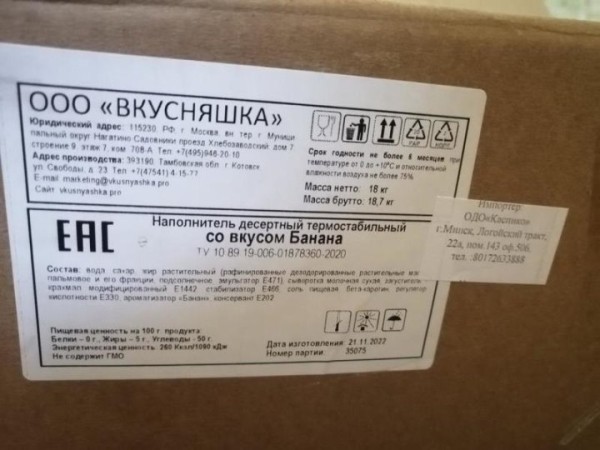 ООО «ВКУСНЯШКА»
Юридический адрес: 115230, РФ, г. Москва, вн. тер. г. Муници
пальный округ Нагатино-Садовники проезд Хлебозаводский, дом 7
строение 9, этаж 7, ком. 70В-А Тел. +7(495)948-20-10
Адрес производства: 393190 Тамбовская обл. г. Котовск
ул. Свободы, д. 23 Тел. +7(47541) 4-15-77
E-mail: marketing@vkusnyashka.pro
Сайт: vkusnyashka.pro
Срок годности не более 6 месяцев при
температуре от 0 до +10°С и относительной
влажности воздуха не более 75%
Масса нетто: 18 кг
Масса брутто: 18,7 кг
Импортер:
г.Минск, Логойский тракт,
22а, пом.143 оф.506
тел. :80172633888
EAC
Наполнитель десертный термостабильный
со вкусом Банана
ТУ 10.89.19-006-01878360-2020
Состав: вода, сахар, жир растительный (рафинированные дезодорированные растительные
пальмовое и его фракции, подсолнечное, эмульгатор Е471) сыворотка молочная сухая, загуститель
крахмал модифицированный Е1442, стабилизатор Е466, соль пищевая, бета-каротин, регулятор
кислотности Е330, ароматизатор «Банан», консервант Е202
Пищевая ценность на 100 г. продукта:
Белки – 0 г., Жиры – 5 г., Углеводы - 50 г.
Энергетическая ценность: 260 Ккал/1090 кДж
Не содержит ГМО
Дата изготовления: 21.11.2022
Номер партии: 35075